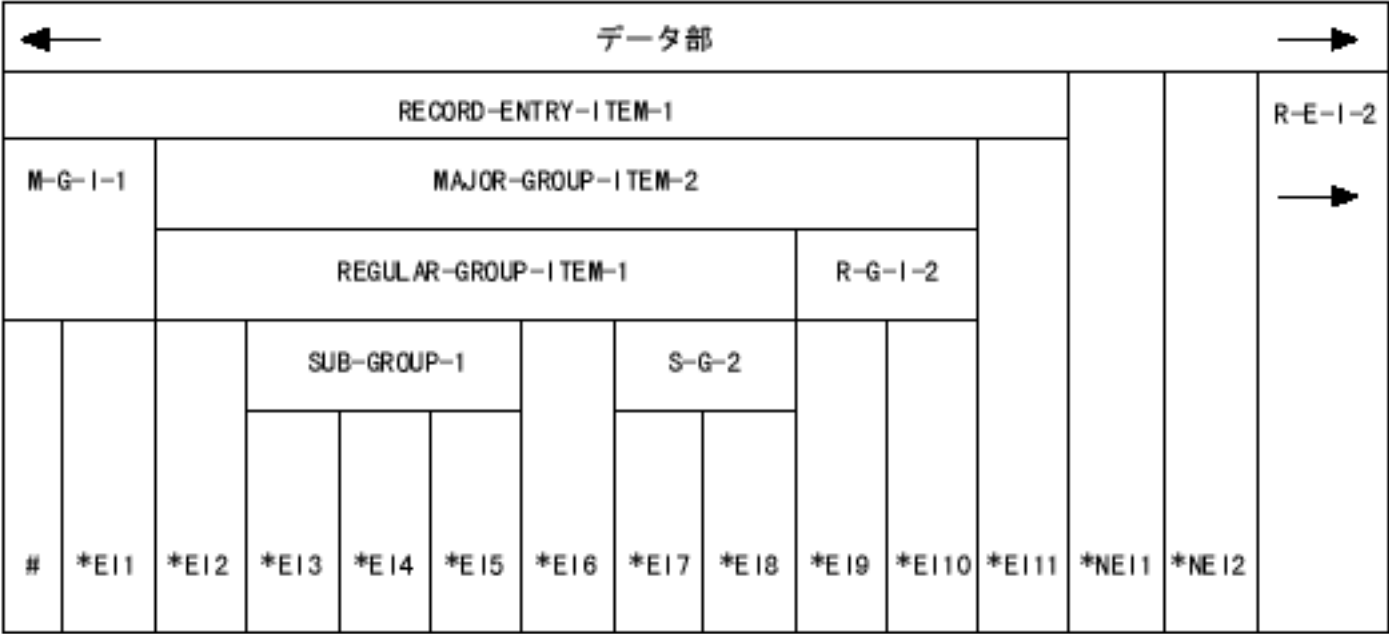 データ部
RECORD-ENTRY-ITEM-1
R-E-I-2
M-G-I-1
MAJOR-GROUP-ITEM-2
REGULAR-GROUP-ITEM-1
R-G-I-2
SUB-GROUP-1
S-G-2
# *EI1 *EI2 *EI3 *EI4 *EI5 *EI6 *EI7 *EI8 *EI9 *EI10 *EI11 *NEI1 *NEI2